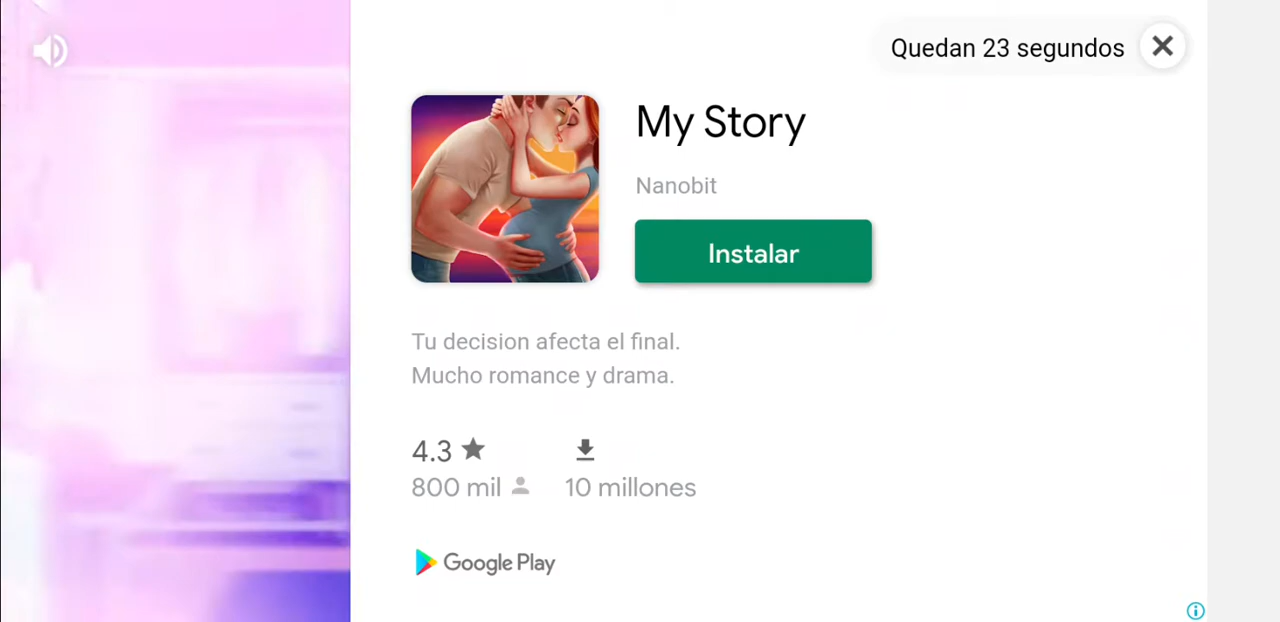 Quedan 23 segundos
My Story
Nanobit
Instalar
Tu decision afecta el final.
Mucho romance y drama.
4.3
800 mil
10 millones
Google Play